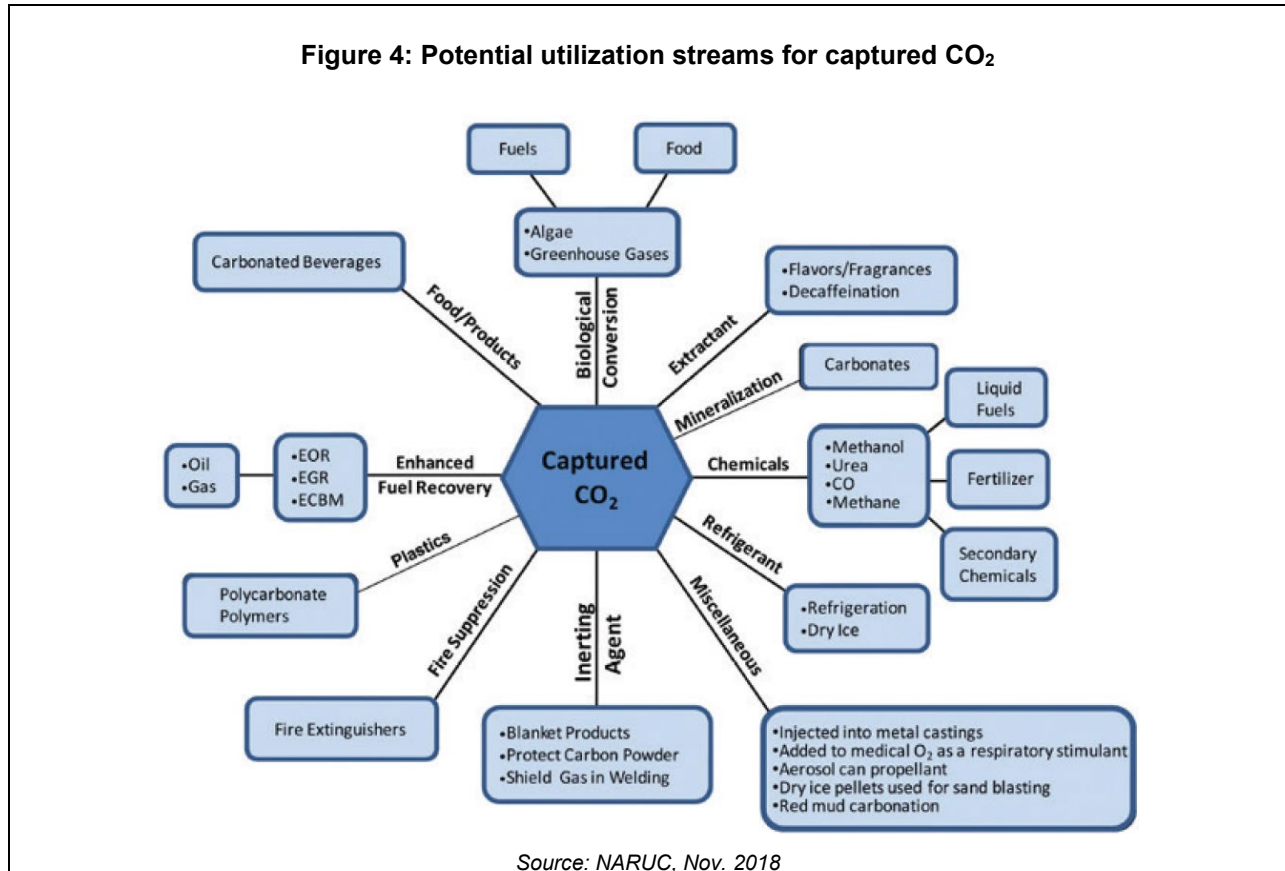 Figure 4: Potential utilization streams for captured CO₂
Fuels
Food
•Algae
•Greenhouse Gases
Biological
Conversion
Carbonated Beverages
Food/Products
•Flavors/Fragrances
•Decaffeination
Extractant
Carbonates
Mineralization
Captured
CO₂
Chemicals
•Methanol
•Urea
•CO
•Methane
Liquid
Fuels
Fertilizer
Secondary
Chemicals
•Oil
•Gas
•EOR
•EGR
•ECBM
Enhanced
Fuel Recovery
Plastics
Polycarbonate
Polymers
Refrigerant
•Refrigeration
•Dry Ice
Fire Suppression
Fire Extinguishers
Inerting
Agent
•Blanket Products
•Protect Carbon Powder
•Shield Gas in Welding
Miscellaneous
•Injected into metal castings
•Added to medical O₂ as a respiratory stimulant
•Aerosol can propellant
•Dry ice pellets used for sand blasting
•Red mud carbonation
Source: NARUC, Nov. 2018